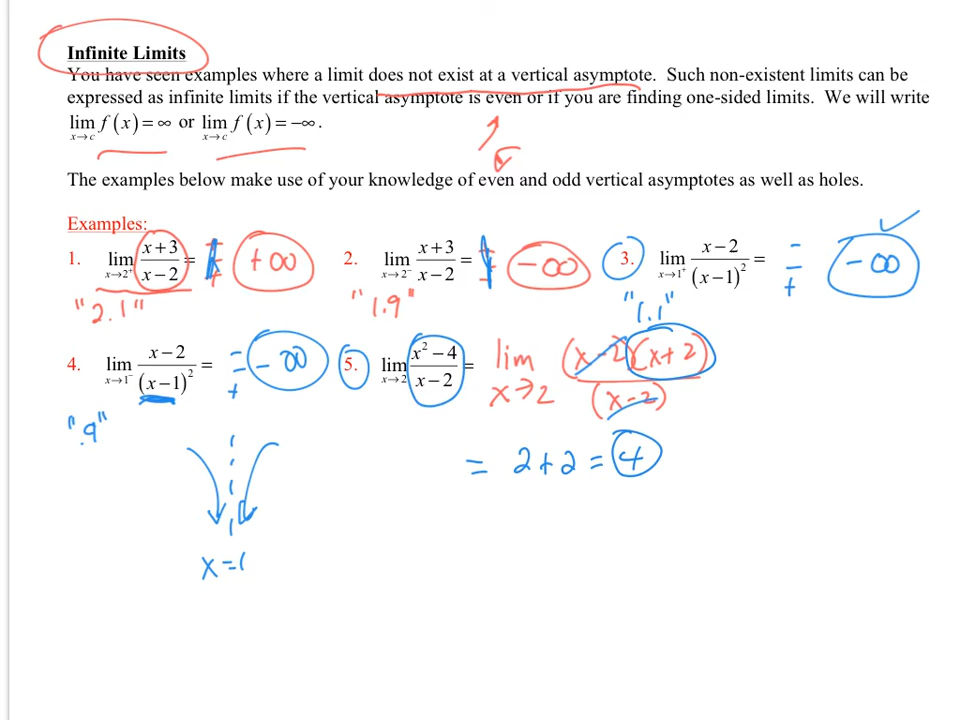 Infinite Limits
You have seen examples where a limit does not exist at a vertical asymptote. Such non-existent limits can be
expressed as infinite limits if the vertical asymptote is even or if you are finding one-sided limits. We will write
lim x→c f(x) = ∞ or lim x→c f(x) = −∞.
The examples below make use of your knowledge of even and odd vertical asymptotes as well as holes.
Examples:
1. lim x→2⁺ (x+3)/(x−2) = +/+ +∞ 2. lim x→2⁻ (x+3)/(x−2) = −∞ 3. lim x→1⁺ (x−2)/(x−1)² = −/+ −∞
"2.1" "1.9" "1.1"
4. lim x→1⁻ (x−2)/(x−1)² = −/+ = −∞ 5. lim x→2 (x²−4)/(x−2) = lim x→2 (x−2)(x+2)/(x−2)
".9"
= 2+2 = 4
x=1